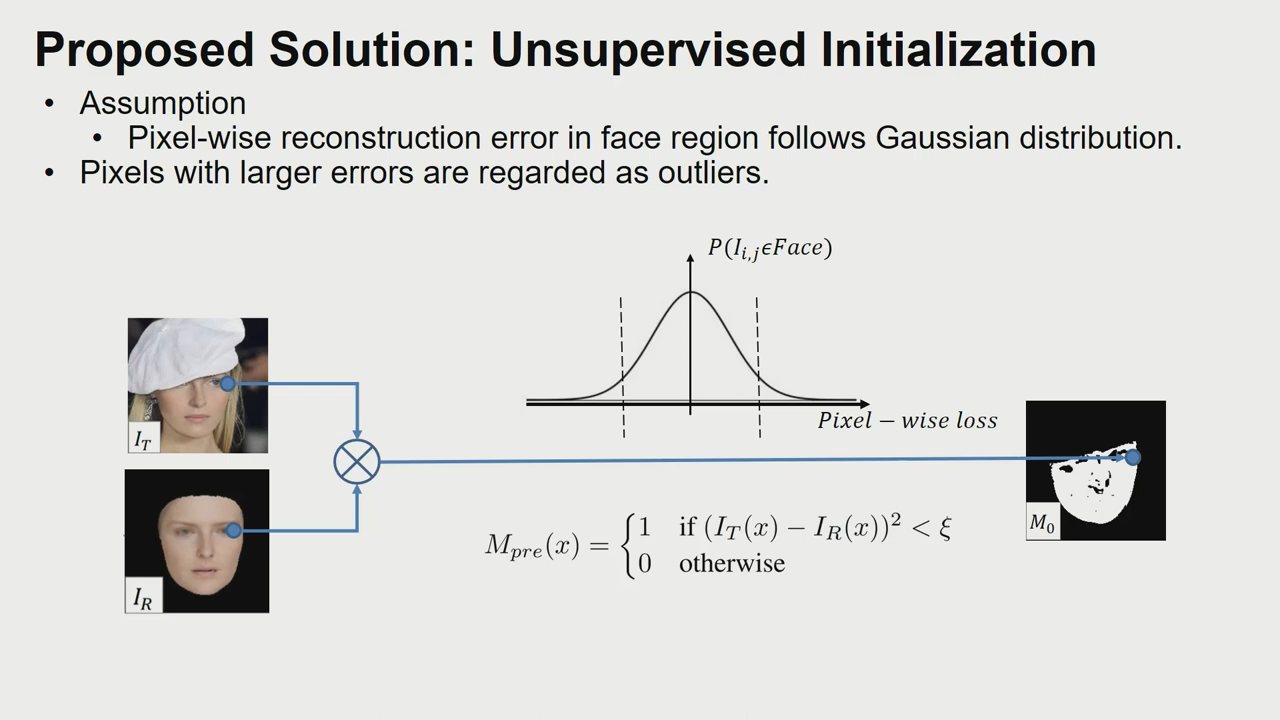 Proposed Solution: Unsupervised Initialization
• Assumption
• Pixel-wise reconstruction error in face region follows Gaussian distribution.
• Pixels with larger errors are regarded as outliers.
P(I_{i,j}ϵFace)
Pixel − wise loss
I_T
I_R
M_0
M_{pre}(x) = {1 if (I_T(x) − I_R(x))² < ξ
0 otherwise